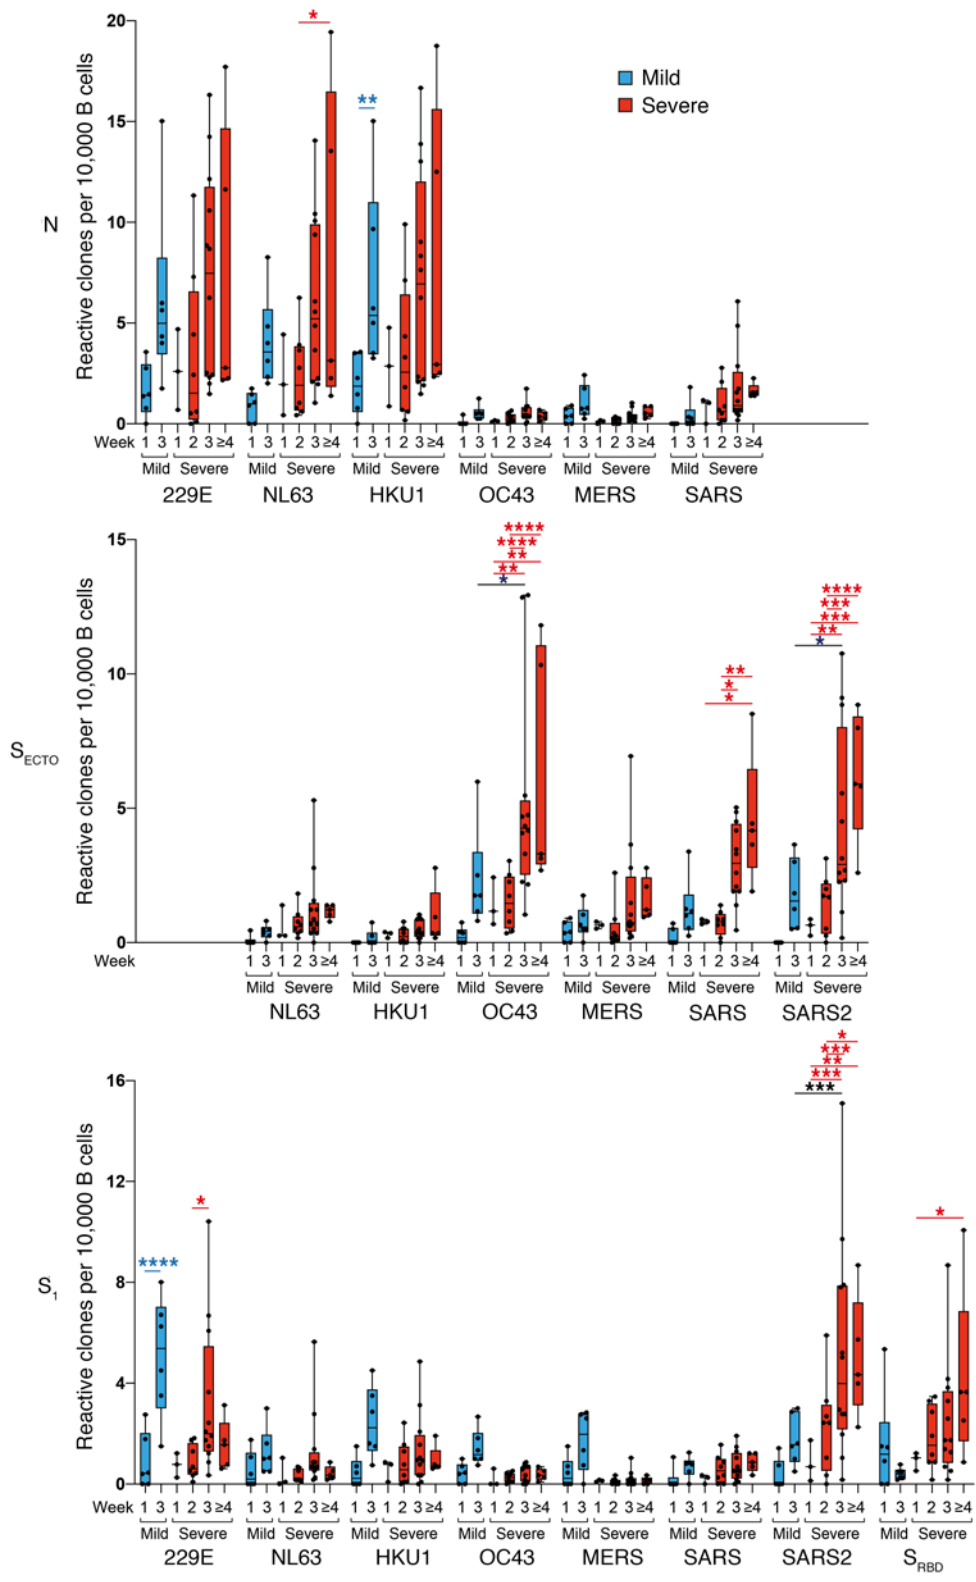 20
*
Mild
Severe
**
15
10
5
0
N
Reactive clones per 10,000 B cells
Week 1 3 1 2 3 ≥4 1 3 1 2 3 ≥4 1 3 1 2 3 ≥4 1 3 1 2 3 ≥4 1 3 1 2 3 ≥4 1 3 1 2 3 ≥4
Mild Severe Mild Severe Mild Severe Mild Severe Mild Severe Mild Severe
229E NL63 HKU1 OC43 MERS SARS
15
10
5
0
S_ECTO
Reactive clones per 10,000 B cells
****
****
**
**
*
**
*
*
****
***
***
**
*
Week 1 3 1 2 3 ≥4 1 3 1 2 3 ≥4 1 3 1 2 3 ≥4 1 3 1 2 3 ≥4 1 3 1 2 3 ≥4 1 3 1 2 3 ≥4
Mild Severe Mild Severe Mild Severe Mild Severe Mild Severe Mild Severe
NL63 HKU1 OC43 MERS SARS SARS2
16
12
8
4
0
S_1
Reactive clones per 10,000 B cells
****
*
*
***
**
***
***
*
Week 1 3 1 2 3 ≥4 1 3 1 2 3 ≥4 1 3 1 2 3 ≥4 1 3 1 2 3 ≥4 1 3 1 2 3 ≥4 1 3 1 2 3 ≥4 1 3 1 2 3 ≥4 1 3 1 2 3 ≥4
Mild Severe Mild Severe Mild Severe Mild Severe Mild Severe Mild Severe Mild Severe Mild Severe
229E NL63 HKU1 OC43 MERS SARS SARS2 S_RBD